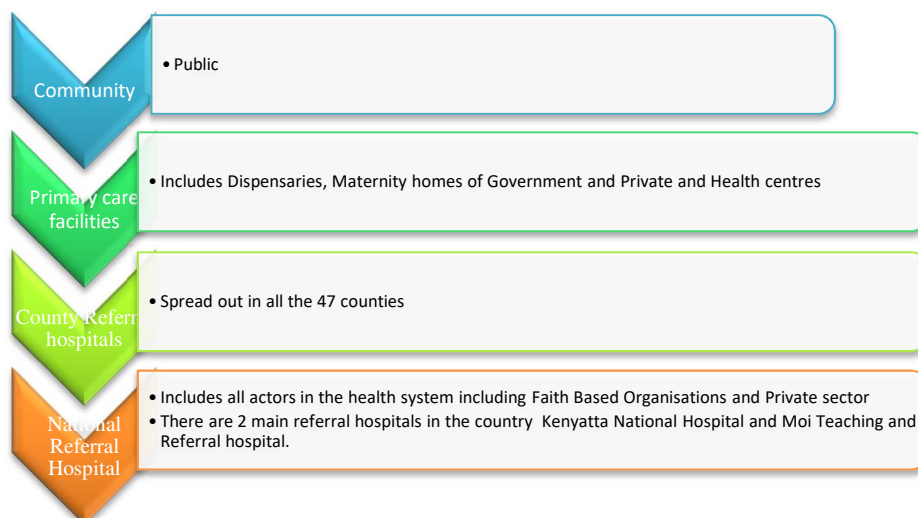 Community
• Public
Primary care
facilities
• Includes Dispensaries, Maternity homes of Government and Private and Health centres
County Referr
hospitals
• Spread out in all the 47 counties
National
Referral
Hospital
• Includes all actors in the health system including Faith Based Organisations and Private sector
• There are 2 main referral hospitals in the country Kenyatta National Hospital and Moi Teaching and
Referral hospital.